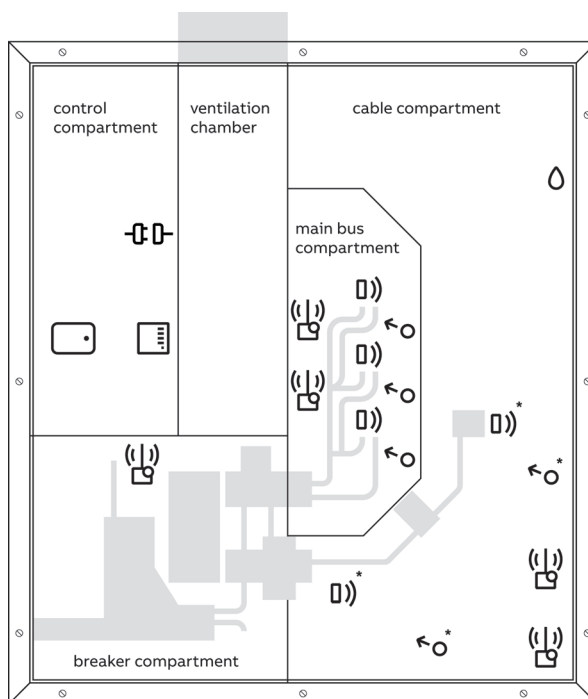 control
compartment
ventilation
chamber
cable compartment
main bus
compartment
*
*
*
*
breaker compartment